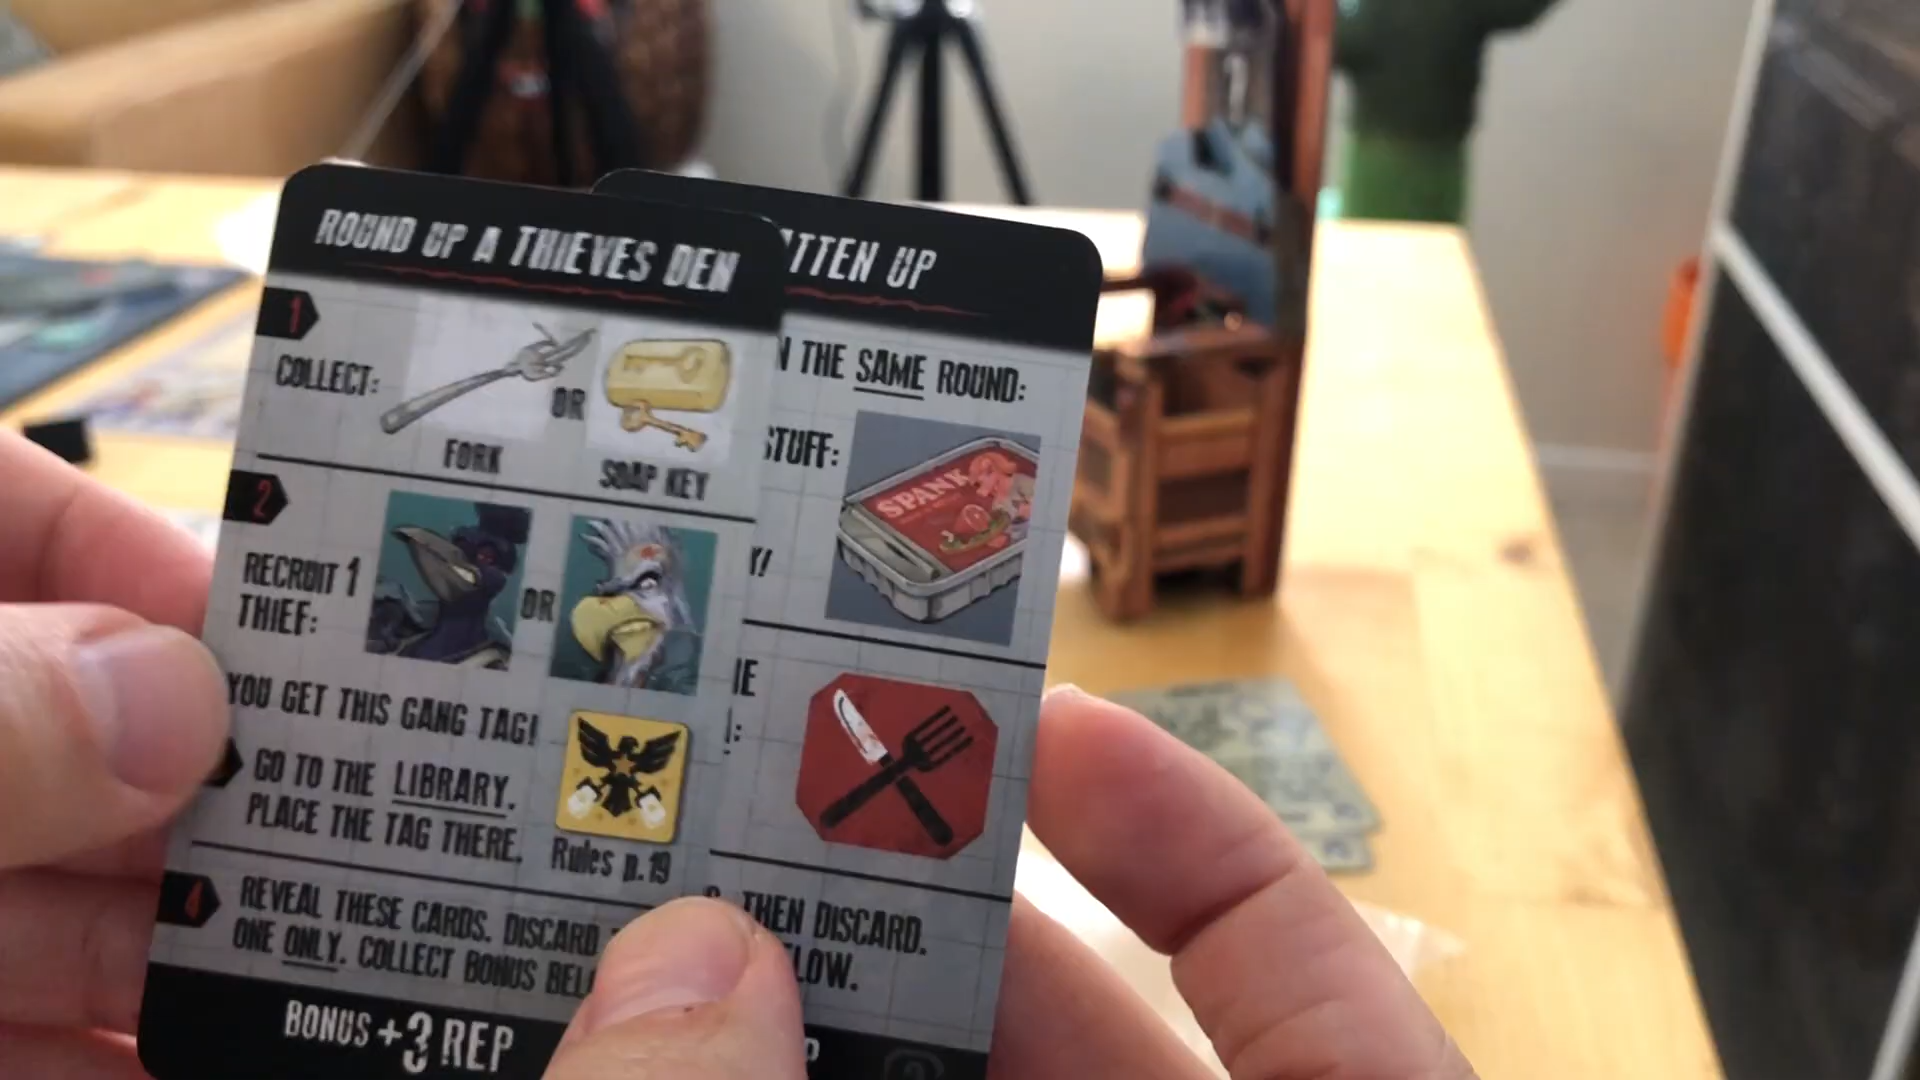 ROUND UP A THIEVES DEN
1
COLLECT:
OR
FORK
SOAP KEY
2
RECRUIT 1
THIEF:
OR
YOU GET THIS GANG TAG!
GO TO THE LIBRARY.
PLACE THE TAG THERE.
Rules p.19
4
REVEAL THESE CARDS. DISCARD
ONE ONLY. COLLECT BONUS
BONUS +3 REP
UP
THE SAME ROUND:
STUFF:
SPANK
THEN DISCARD.